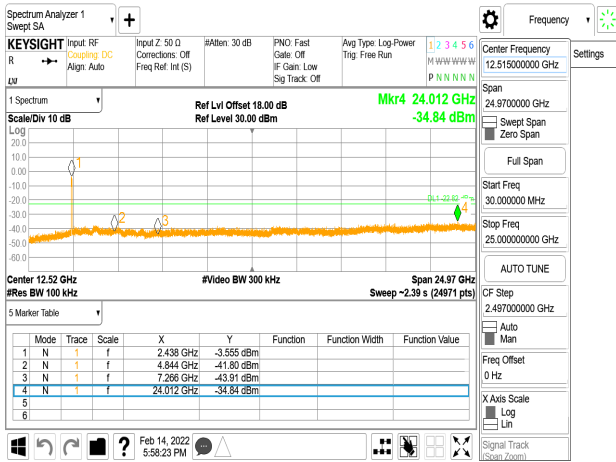 Spectrum Analyzer 1
Swept SA
Frequency
Settings
KEYSIGHT
R
LXI
Input: RF
Coupling: DC
Align: Auto
Input Z: 50 Ω
Corrections: Off
Freq Ref: Int (S)
#Atten: 30 dB
PNO: Fast
Gate: Off
IF Gain: Low
Sig Track: Off
Avg Type: Log-Power
Trig: Free Run
1 2 3 4 5 6
M W W W W W
P N N N N N
1 Spectrum
Scale/Div 10 dB
Ref Lvl Offset 18.00 dB
Ref Level 30.00 dBm
Mkr4 24.012 GHz
-34.84 dBm
Log
20.0
10.0
0.00
-10.0
-20.0
-30.0
-40.0
-50.0
-60.0
1
2
3
4
Center 12.52 GHz
#Video BW 300 kHz
Span 24.97 GHz
#Res BW 100 kHz
Sweep ~2.39 s (24971 pts)
5 Marker Table
Mode Trace Scale X Y Function Function Width Function Value
1 N 1 f 2.438 GHz -3.555 dBm
2 N 1 f 4.844 GHz -41.80 dBm
3 N 1 f 7.266 GHz -43.91 dBm
4 N 1 f 24.012 GHz -34.84 dBm
5
6
Feb 14, 2022
5:58:23 PM
Center Frequency
12.515000000 GHz
Span
24.9700000 GHz
Swept Span
Zero Span
Full Span
Start Freq
30.000000 MHz
Stop Freq
25.000000000 GHz
AUTO TUNE
CF Step
2.497000000 GHz
Auto
Man
Freq Offset
0 Hz
X Axis Scale
Log
Lin
Signal Track
(Span Zoom)